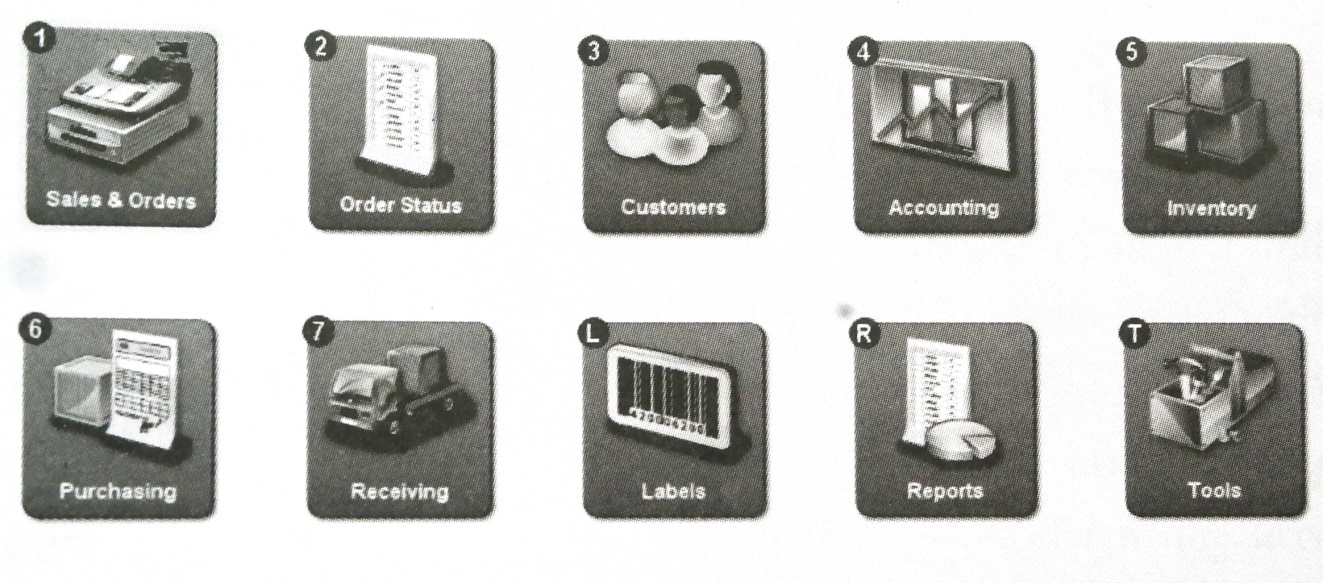 1
Sales & Orders
2
Order Status
3
Customers
4
Accounting
5
Inventory
6
Purchasing
7
Receiving
L
Labels
R
Reports
T
Tools